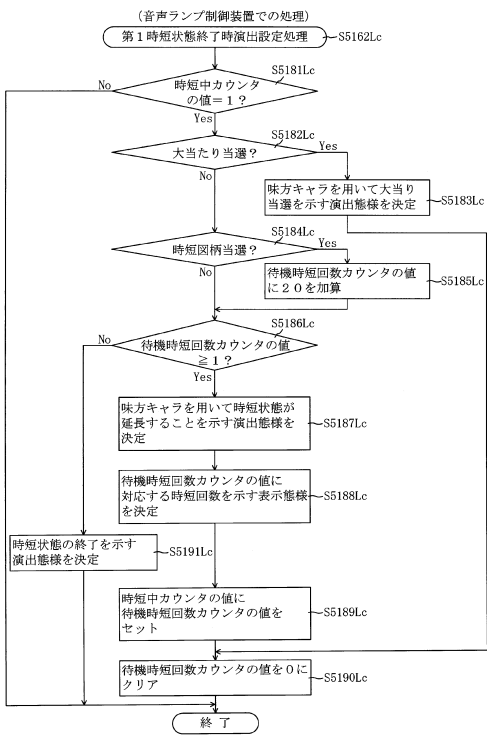 (音声ランプ制御装置での処理)
第1時短状態終了時演出設定処理
S5162Lc
S5181Lc
時短中カウンタ
の値=1?
No
Yes
S5182Lc
大当たり当選?
Yes
No
味方キャラを用いて大当り
当選を示す演出態様を決定
S5183Lc
S5184Lc
時短図柄当選?
Yes
No
待機時短回数カウンタの値
に20を加算
S5185Lc
S5186Lc
待機時短回数カウンタの値
≧1?
No
Yes
味方キャラを用いて時短状態が
延長することを示す演出態様を
決定
S5187Lc
待機時短回数カウンタの値に
対応する時短回数を示す表示態様
を決定
S5188Lc
時短状態の終了を示す
演出態様を決定
S5191Lc
時短中カウンタの値に
待機時短回数カウンタの値を
セット
S5189Lc
待機時短回数カウンタの値を0に
クリア
S5190Lc
終了